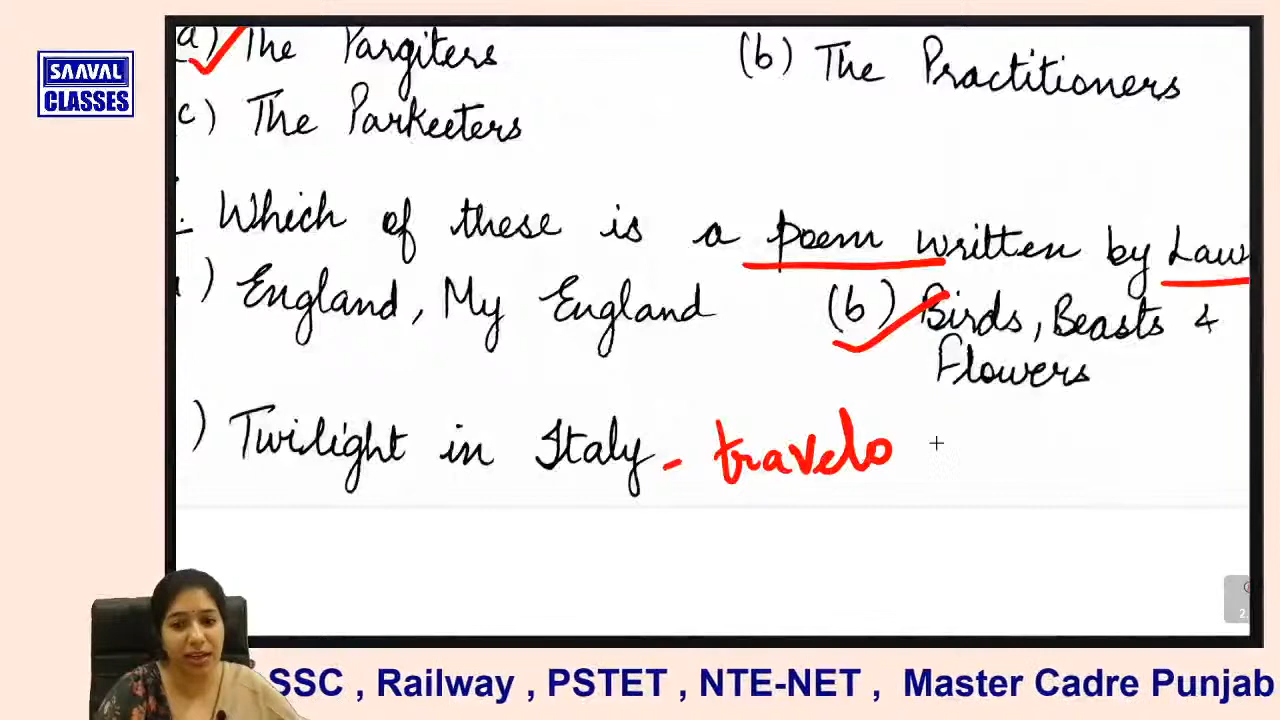 SAAVAL
CLASSES
a) The Pargiters
(b) The Practitioners
c) The Parkeeters
. Which of these is a poem written by Law
) England, My England
(b) Birds, Beasts &
Flowers
) Twilight in Italy - travelo
SSC , Railway , PSTET , NTE-NET , Master Cadre Punjab